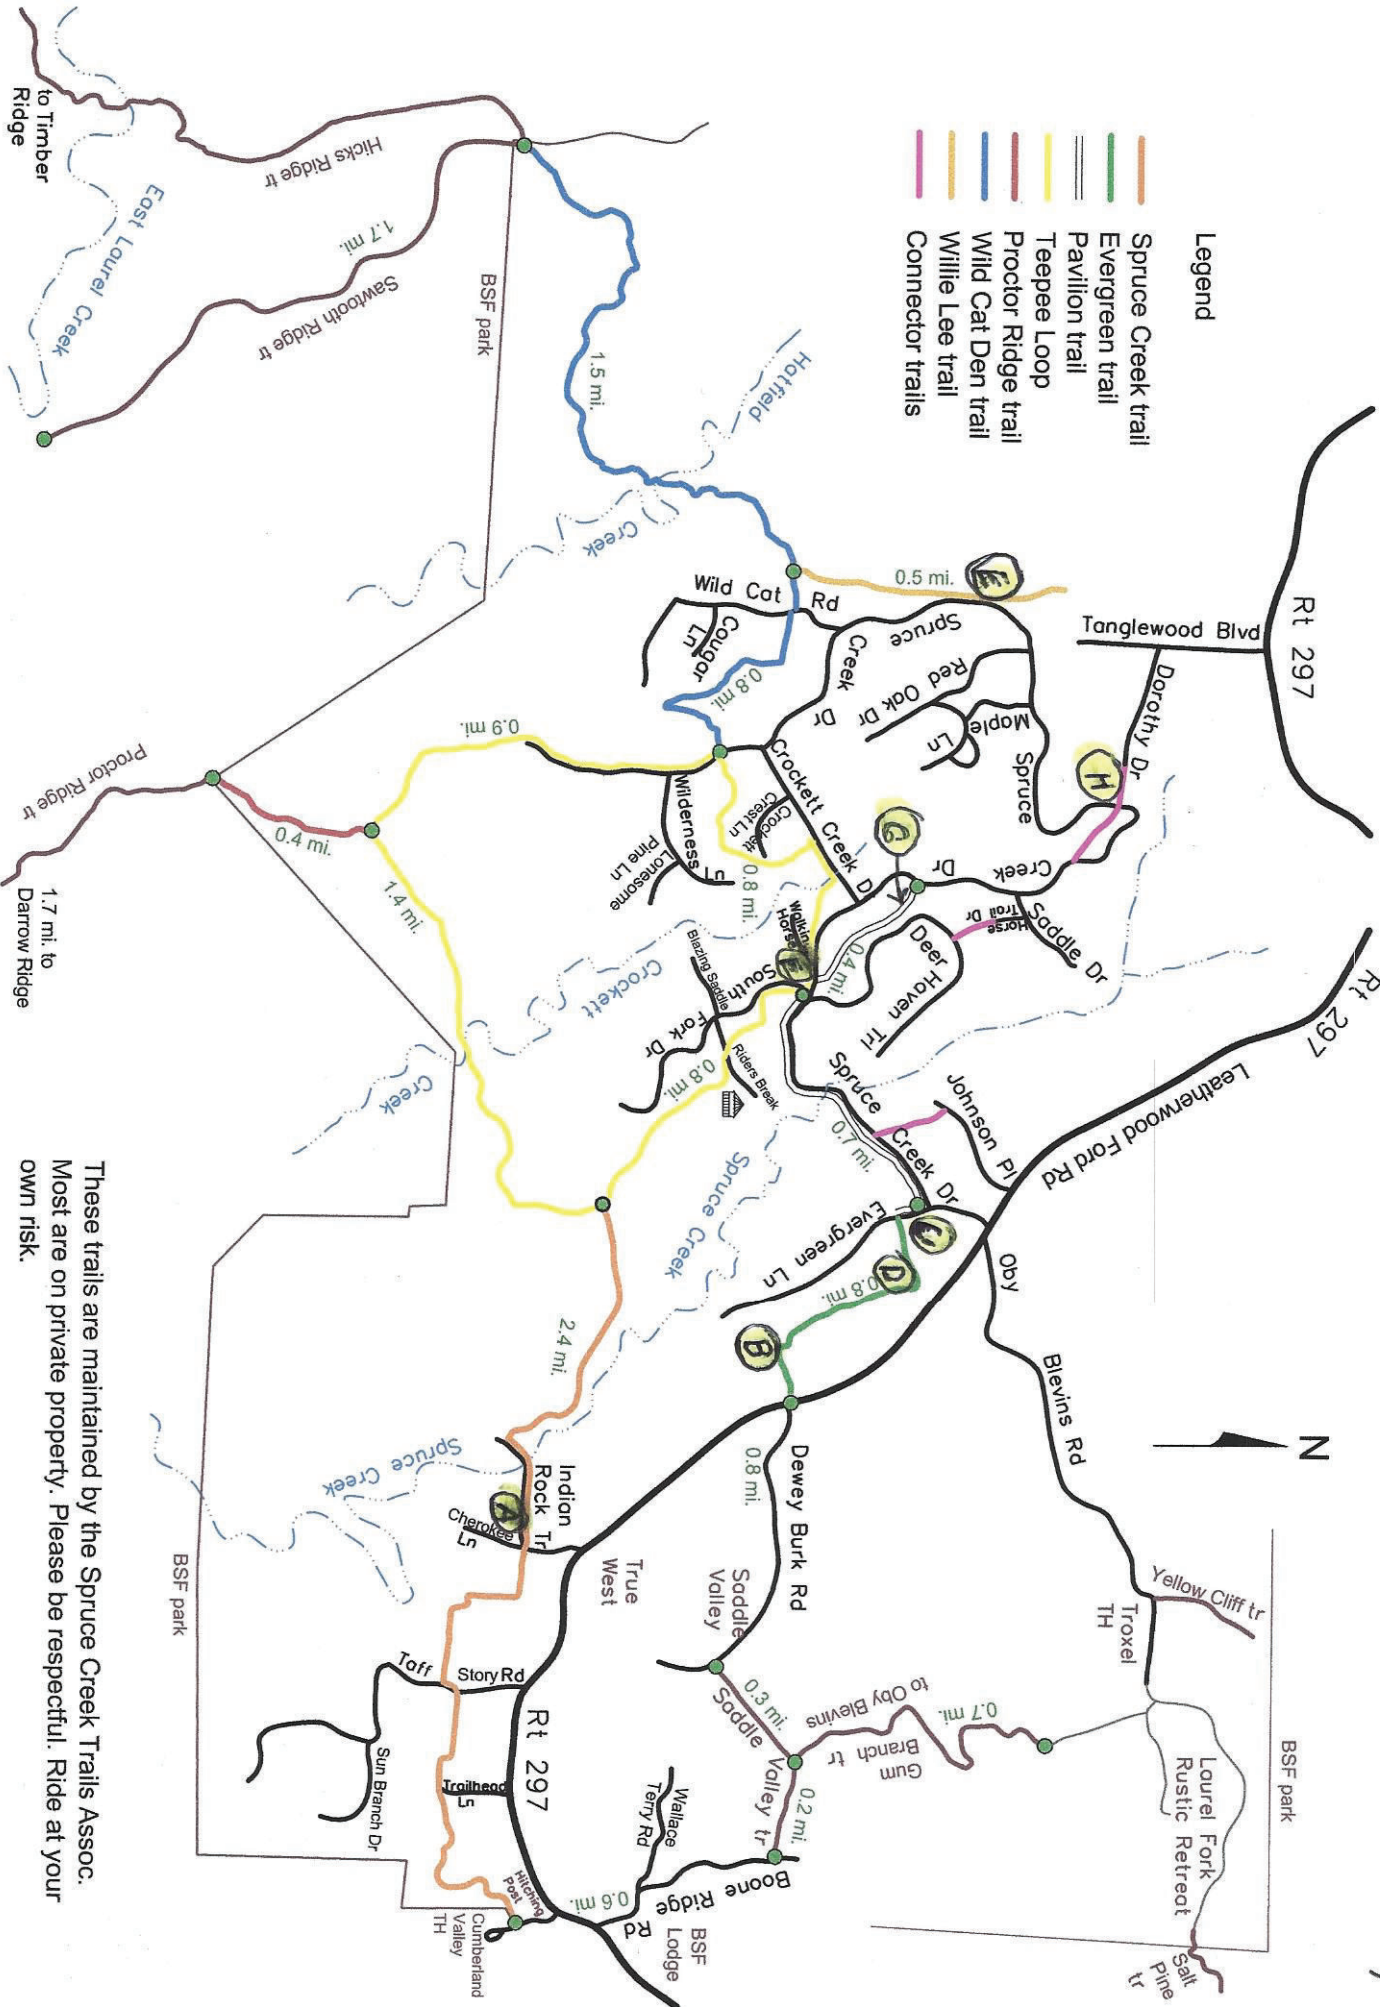 Legend
Spruce Creek trail
Evergreen trail
Pavilion trail
Teepee Loop
Proctor Ridge trail
Wild Cat Den trail
Willie Lee trail
Connector trails
to Timber
Ridge
Hicks Ridge tr
East Laurel Creek
1.7 mi.
Sawtooth Ridge tr
BSF park
1.5 mi.
Hatfield
Creek
0.5 mi.
E
Wild Cat Rd
Cougar
Ln
0.8 mi.
Spruce
Creek
Dr
Red Oak Dr
Maple
Ln
Spruce
Creek
Dr
Tanglewood Blvd
Dorothy Dr
Rt 297
H
Saddle Dr
Horse
Trail Dr
Deer
Haven Trl
G
0.4 mi.
Crockett Creek D
Crockett
Crest Ln
0.8 mi.
Wilderness
Ln
Lonesome
Pine Ln
0.9 mi.
Proctor Ridge tr
0.4 mi.
1.7 mi. to
Darrow Ridge
1.4 mi.
Crockett
Creek
Walkin
Horse
F
South
Fork Dr
Blazing Saddle
Riders Break
0.8 mi.
Spruce
Creek Dr
0.7 mi.
Johnson Pl
Leatherwood Ford Rd
Rt 297
Spruce Creek
Evergreen Ln
C
D
0.8 mi.
B
Oby
Blevins Rd
N
2.4 mi.
Dewey Burk Rd
0.8 mi.
Spruce Creek
Indian
Rock Tr
A
Cherokee
Ln
True
West
Saddle
Valley
0.3 mi.
Saddle
Valley tr
0.2 mi.
to Oby Blevins
Gum
Branch tr
0.7 mi.
Yellow Cliff tr
Troxel
TH
Laurel Fork
Rustic Retreat
BSF park
Salt
Pine
tr
Taff
Story Rd
Sun Branch Dr
Trailhead
Ln
Rt 297
Wallace
Terry Rd
Boone Ridge
Rd
0.6 mi.
BSF
Lodge
Hitching
Post
Cumberland
Valley
TH
BSF park
These trails are maintained by the Spruce Creek Trails Assoc.
Most are on private property. Please be respectful. Ride at your
own risk.